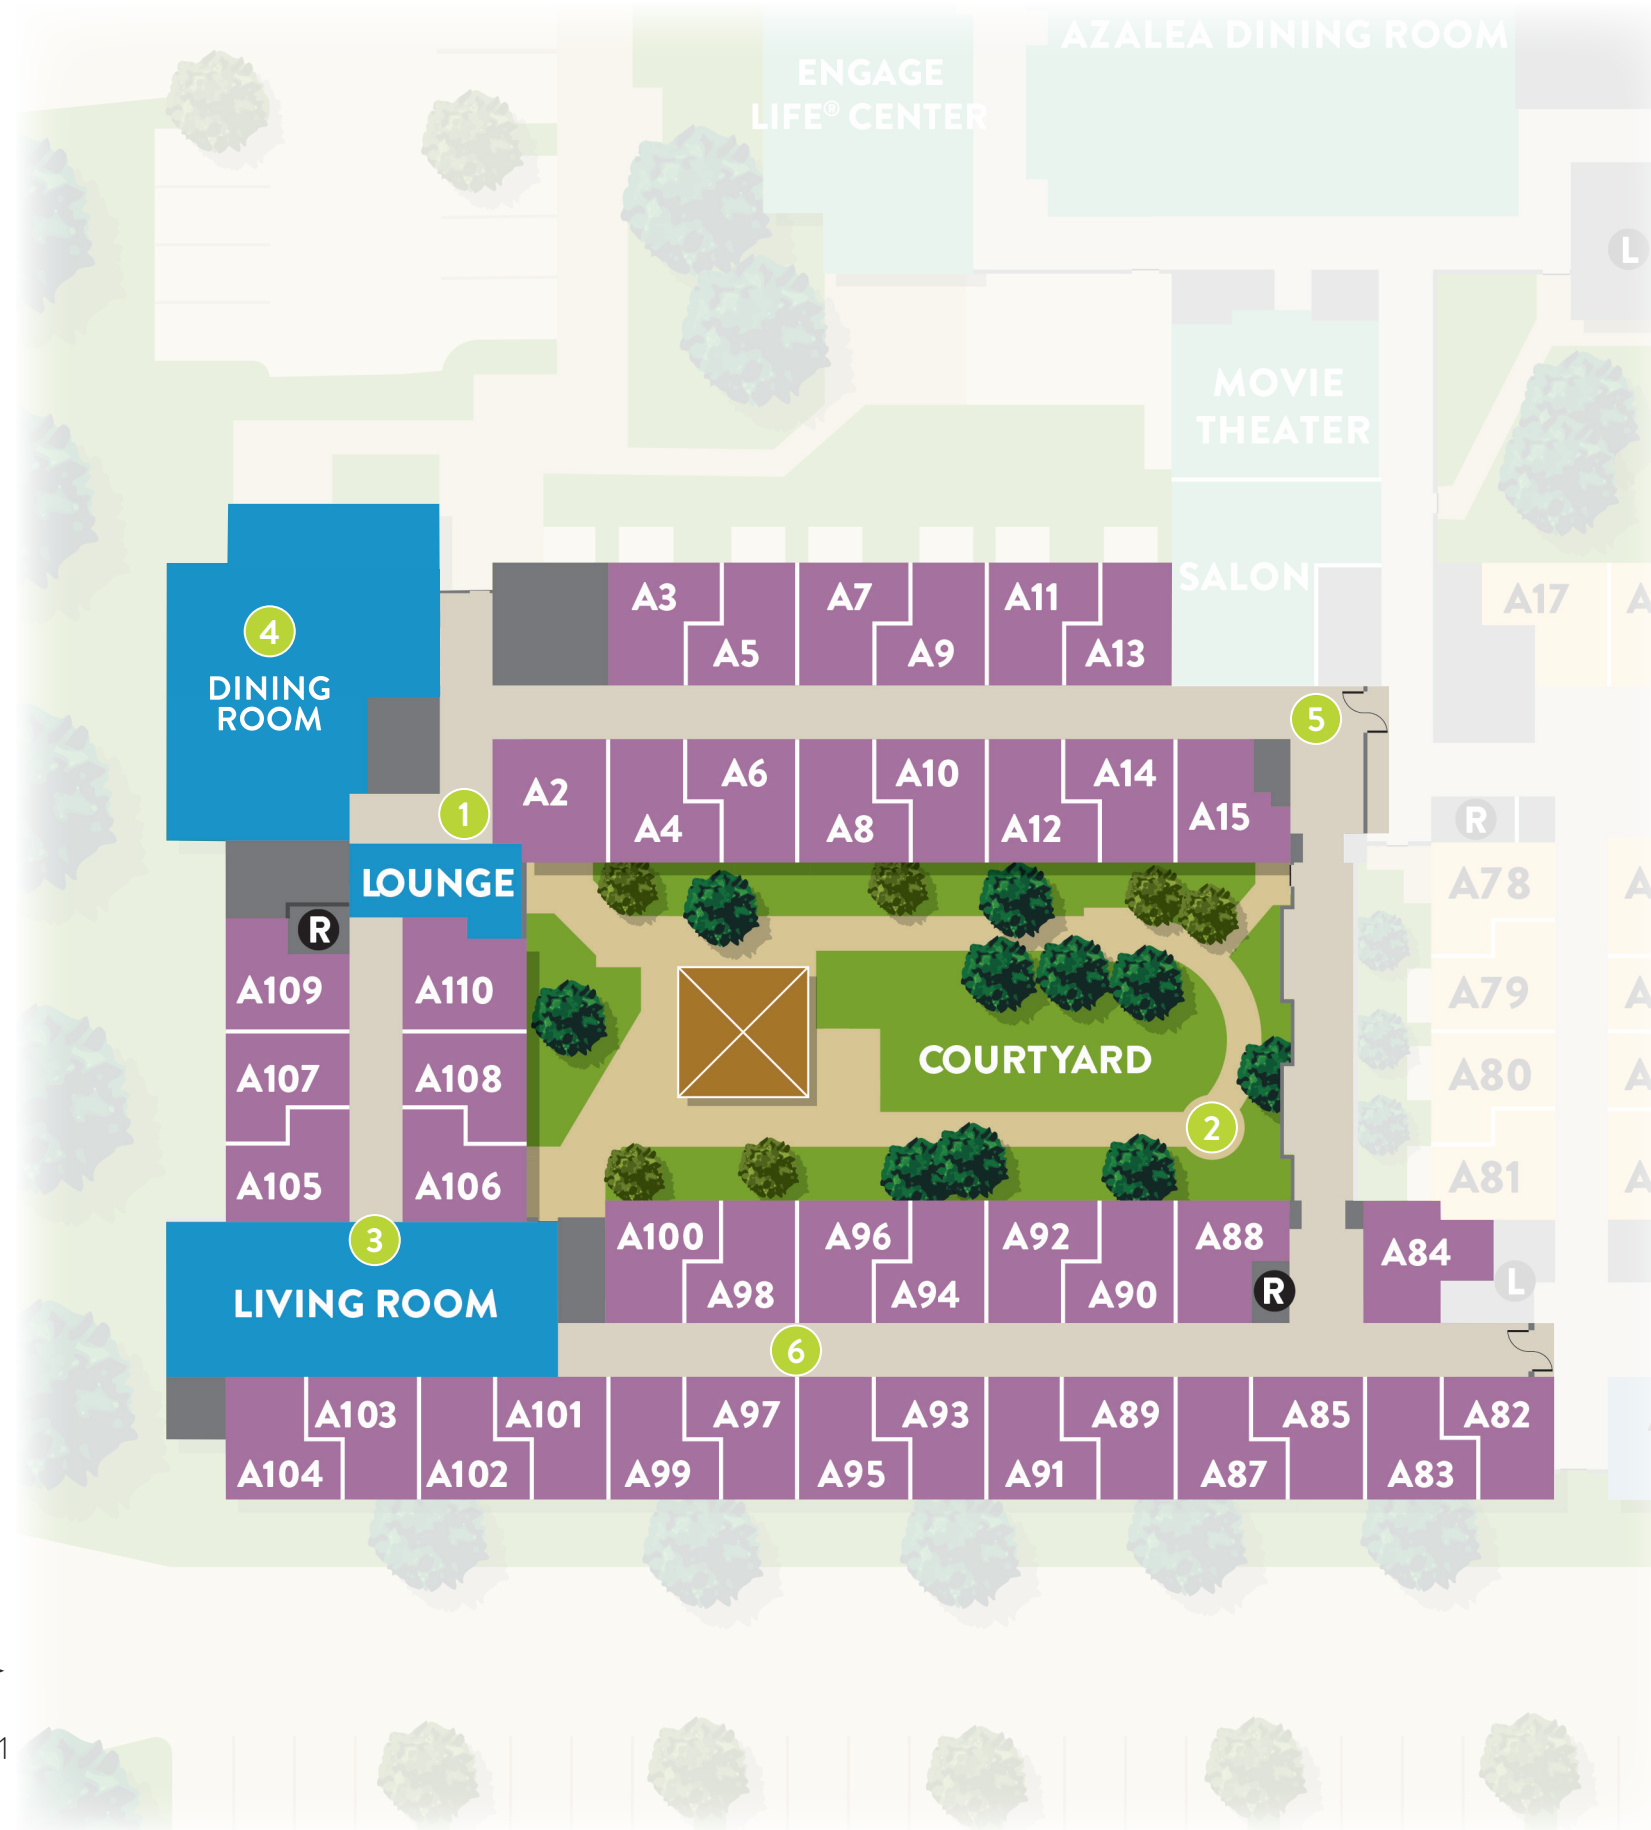 AZALEA DINING ROOM
ENGAGE
LIFE® CENTER
L
MOVIE
THEATER
SALON
A3
A7
A11
A17
A
4
A5
A9
A13
DINING
ROOM
5
A2
A6
A10
A14
1
A4
A8
A12
A15
R
LOUNGE
A78
A
R
A109
A110
A79
A
COURTYARD
A107
A108
A80
A
2
A105
A106
A81
A
3
A100
A96
A92
A88
A84
LIVING ROOM
A98
A94
A90
R
L
6
A103
A101
A97
A93
A89
A85
A82
A104
A102
A99
A95
A91
A87
A83
1